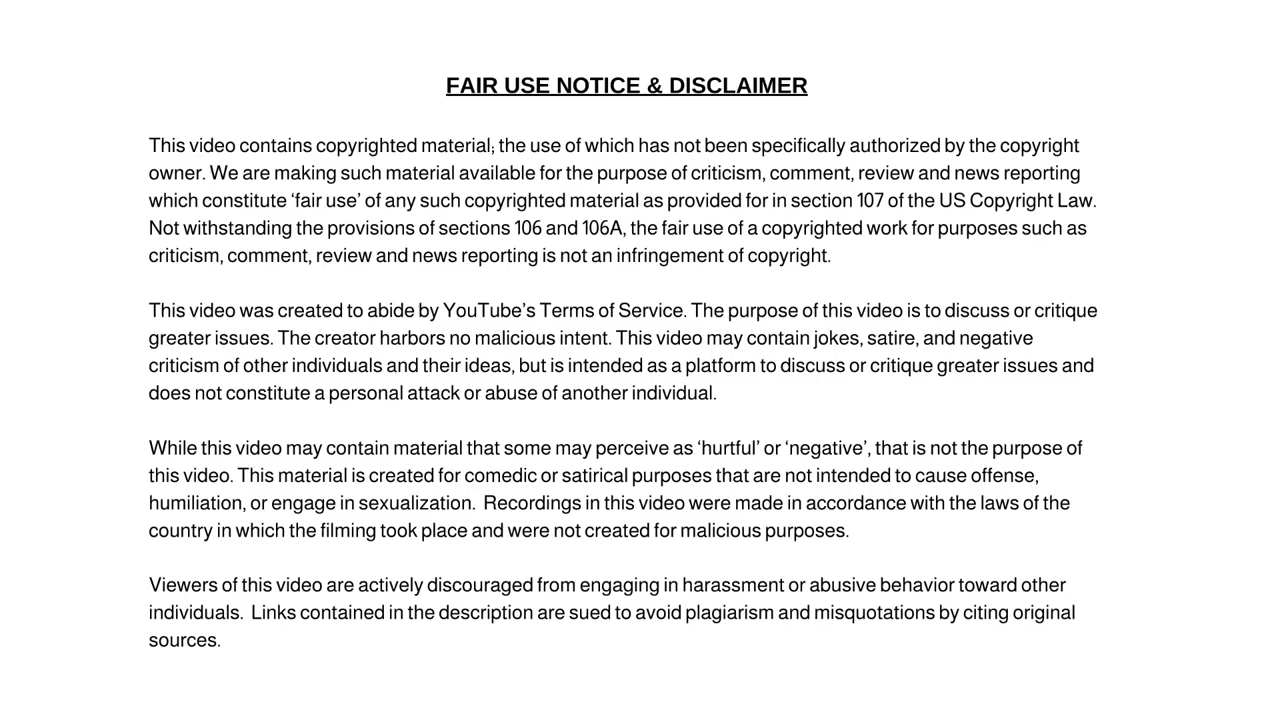 FAIR USE NOTICE & DISCLAIMER
This video contains copyrighted material; the use of which has not been specifically authorized by the copyright
owner. We are making such material available for the purpose of criticism, comment, review and news reporting
which constitute ‘fair use’ of any such copyrighted material as provided for in section 107 of the US Copyright Law.
Not withstanding the provisions of sections 106 and 106A, the fair use of a copyrighted work for purposes such as
criticism, comment, review and news reporting is not an infringement of copyright.
This video was created to abide by YouTube’s Terms of Service. The purpose of this video is to discuss or critique
greater issues. The creator harbors no malicious intent. This video may contain jokes, satire, and negative
criticism of other individuals and their ideas, but is intended as a platform to discuss or critique greater issues and
does not constitute a personal attack or abuse of another individual.
While this video may contain material that some may perceive as ‘hurtful’ or ‘negative’, that is not the purpose of
this video. This material is created for comedic or satirical purposes that are not intended to cause offense,
humiliation, or engage in sexualization.  Recordings in this video were made in accordance with the laws of the
country in which the filming took place and were not created for malicious purposes.
Viewers of this video are actively discouraged from engaging in harassment or abusive behavior toward other
individuals.  Links contained in the description are sued to avoid plagiarism and misquotations by citing original
sources.